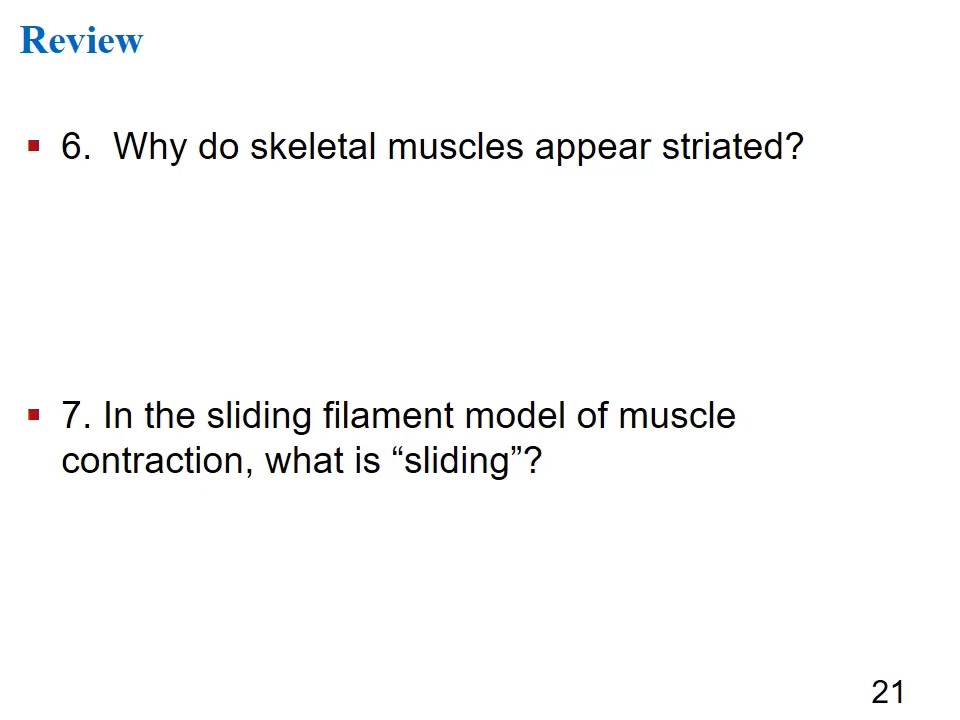 Review
▪ 6.  Why do skeletal muscles appear striated?
▪ 7. In the sliding filament model of muscle
contraction, what is “sliding”?
21